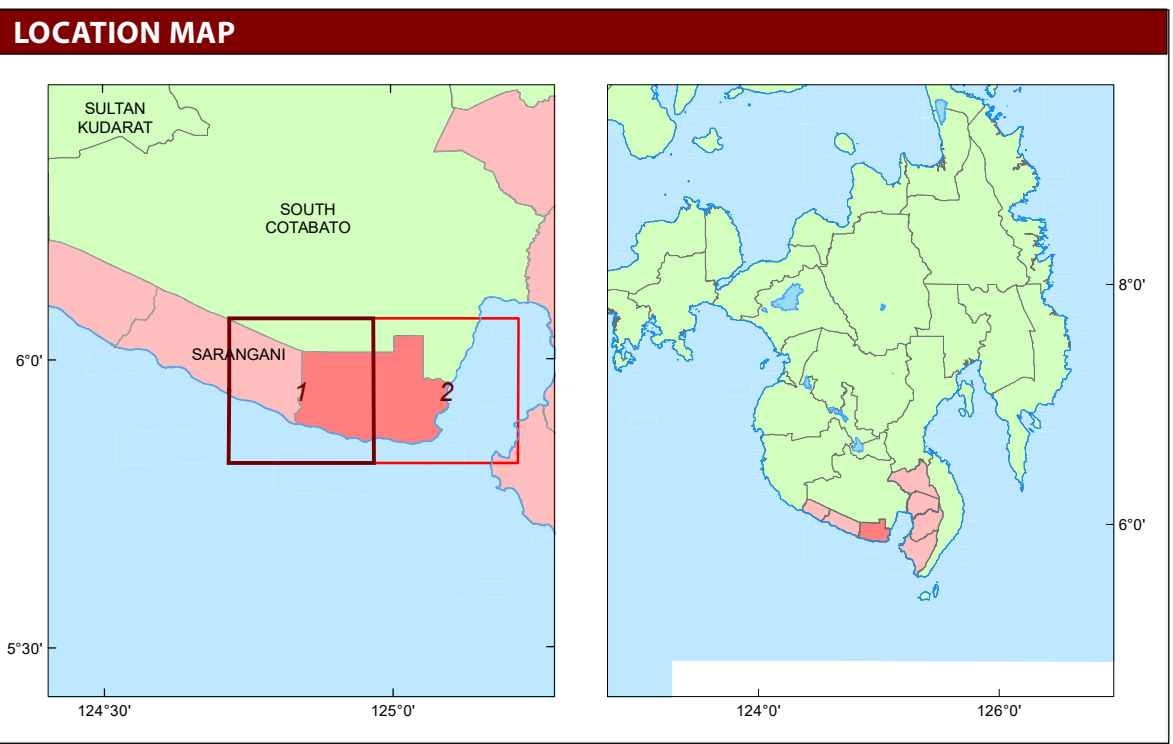 LOCATION MAP
SULTAN
KUDARAT
SOUTH
COTABATO
SARANGANI
1
2
6°0'
5°30'
124°30'
125°0'
8°0'
6°0'
124°0'
126°0'